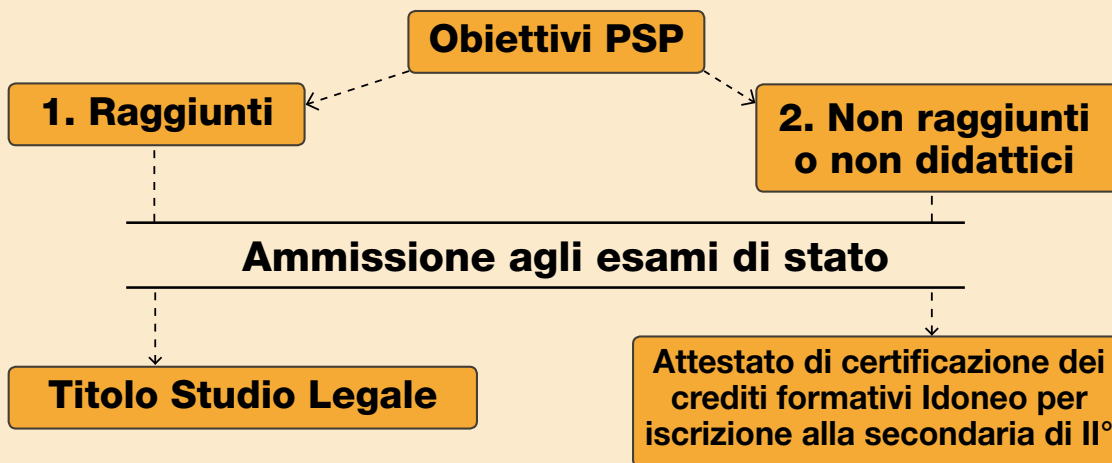 Obiettivi PSP
1. Raggiunti
2. Non raggiunti
o non didattici
Ammissione agli esami di stato
Titolo Studio Legale
Attestato di certificazione dei
crediti formativi Idoneo per
iscrizione alla secondaria di II°